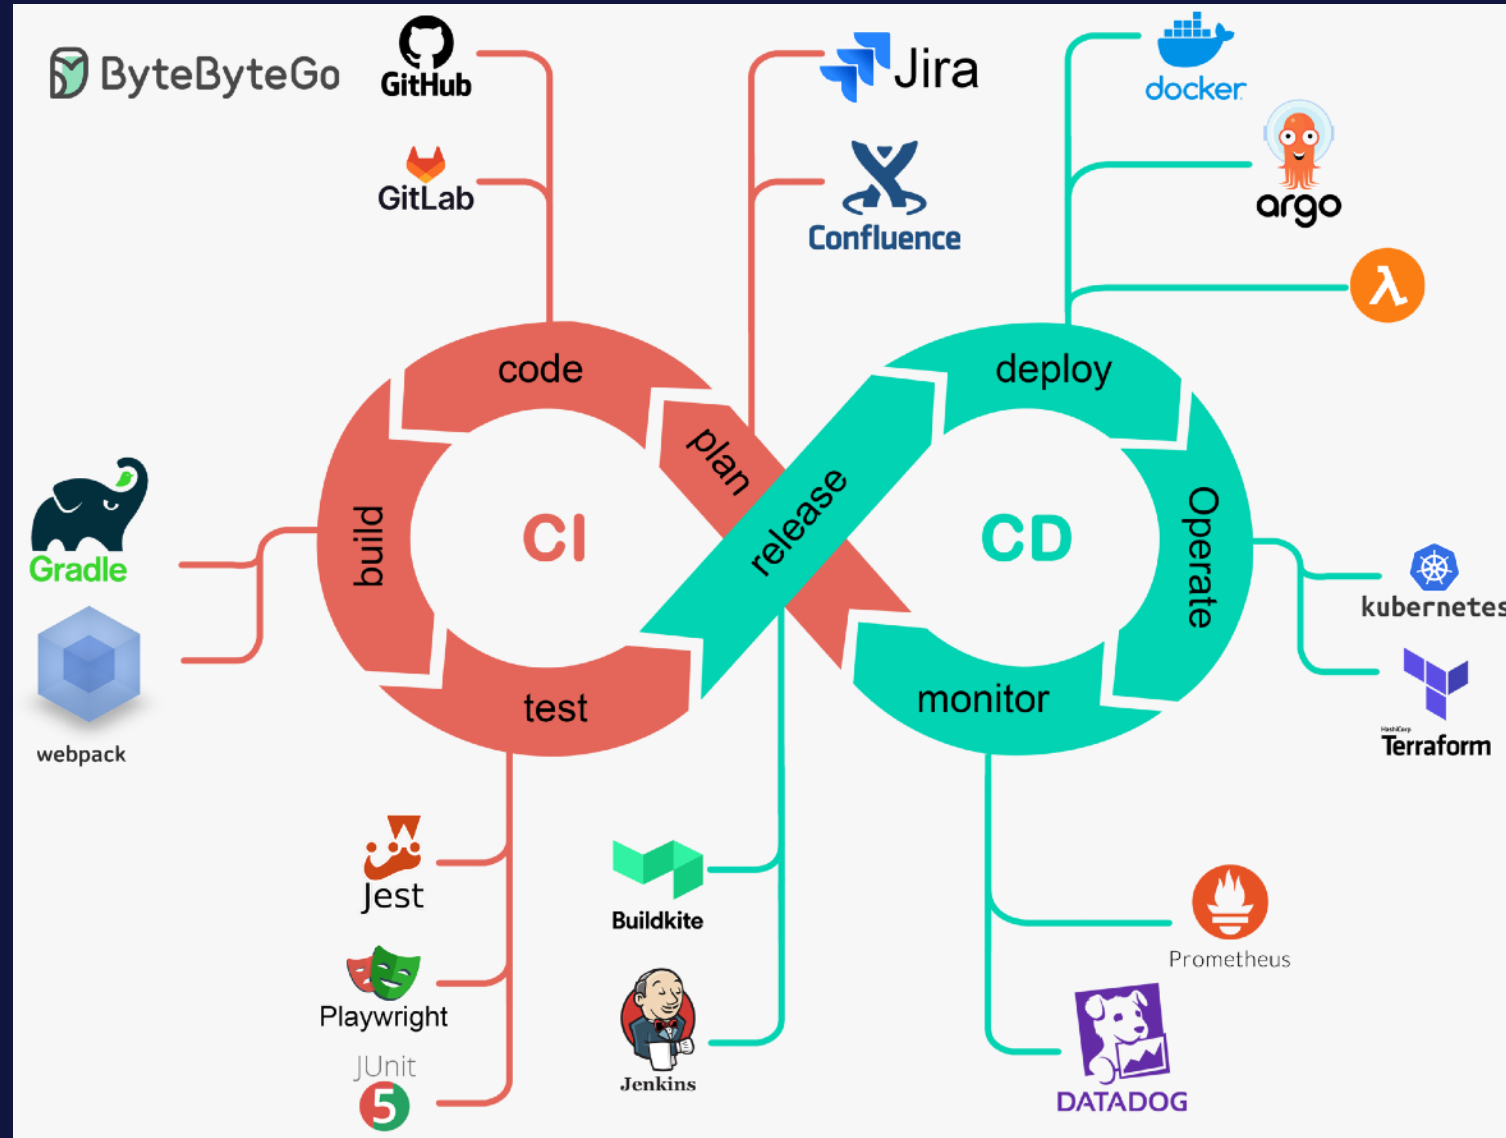 ByteByteGo
GitHub
GitLab
Jira
Confluence
docker
argo
λ
code
plan
build
test
CI
release
deploy
Operate
monitor
CD
Gradle
webpack
Jest
Playwright
JUnit
5
Buildkite
Jenkins
kubernetes
HashiCorp
Terraform
Prometheus
DATADOG